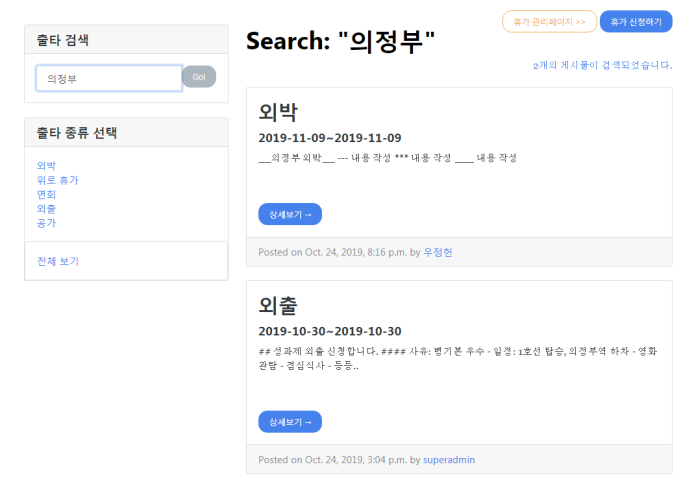 휴가 관리페이지 >>
휴가 신청하기
출타 검색
의정부
Go!
출타 종류 선택
외박
위로 휴가
면회
외출
공가
전체 보기
Search: "의정부"
2개의 게시물이 검색되었습니다.
외박
2019-11-09~2019-11-09
__의정부 외박__ --- 내용 작성 *** 내용 작성 ___ 내용 작성
상세보기 →
Posted on Oct. 24, 2019, 8:16 p.m. by 우정헌
외출
2019-10-30~2019-10-30
## 성과제 외출 신청합니다. #### 사유: 병기본 우수 - 일정: 1호선 탑승, 의정부역 하차 - 영화
관람 - 점심식사 - 등등..
상세보기 →
Posted on Oct. 24, 2019, 3:04 p.m. by superadmin